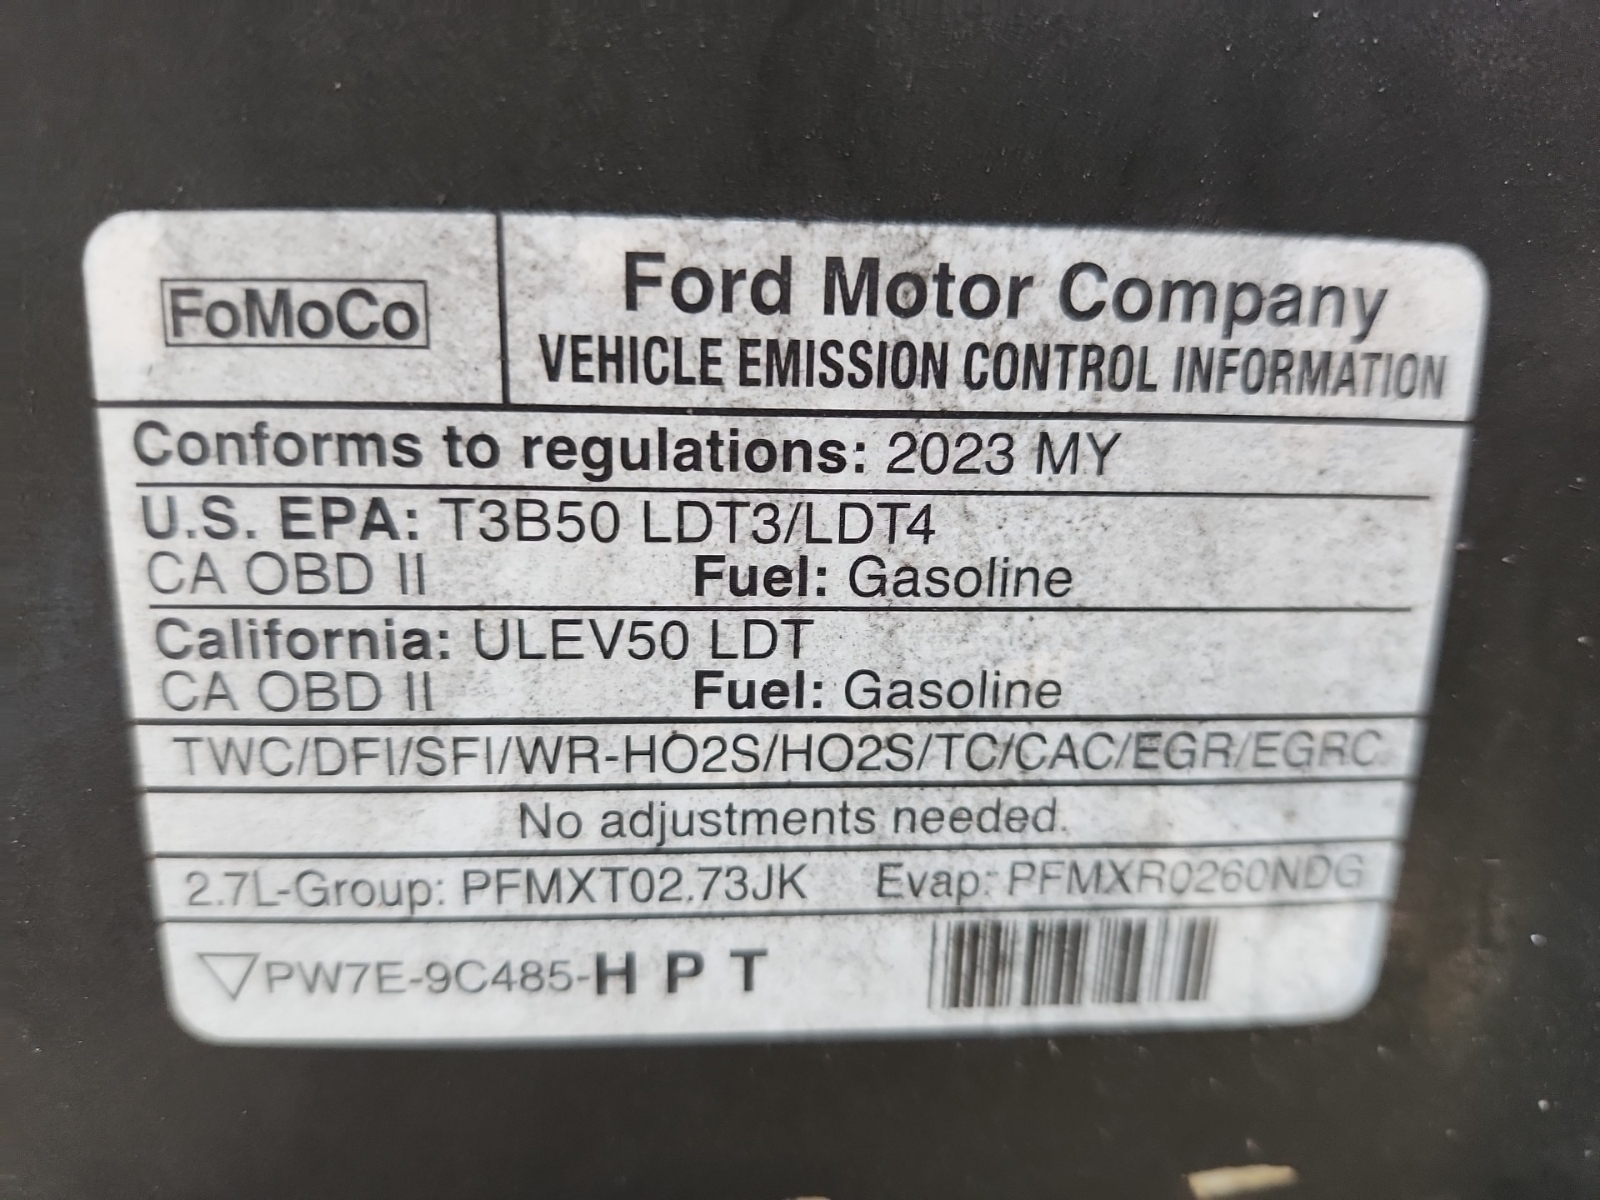 FoMoCo
Ford Motor Company
VEHICLE EMISSION CONTROL INFORMATION
Conforms to regulations: 2023 MY
U.S. EPA: T3B50 LDT3/LDT4
CA OBD II Fuel: Gasoline
California: ULEV50 LDT
CA OBD II Fuel: Gasoline
TWC/DFI/SFI/WR-HO2S/HO2S/TC/CAC/EGR/EGRC
No adjustments needed.
2.7L-Group: PFMXT02.73JK Evap: PFMXR0260NDG
PW7E-9C485-H P T